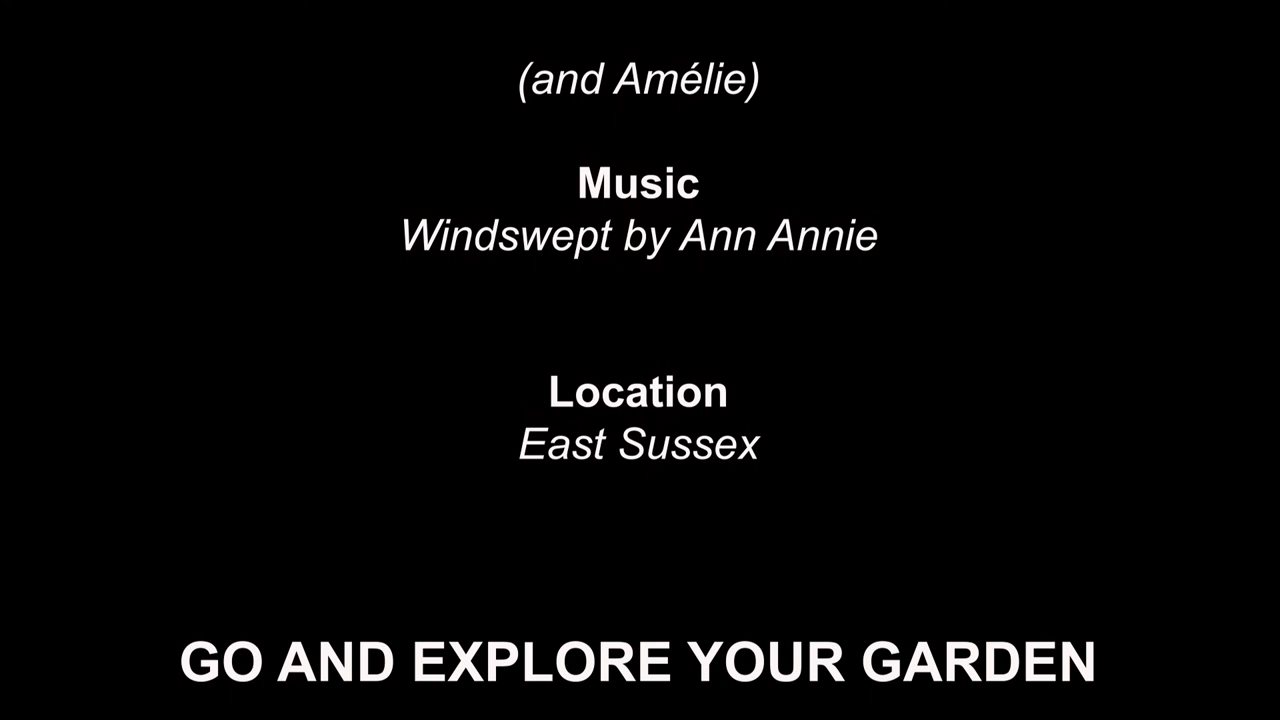 (and Amélie)
Music
Windswept by Ann Annie
Location
East Sussex
GO AND EXPLORE YOUR GARDEN